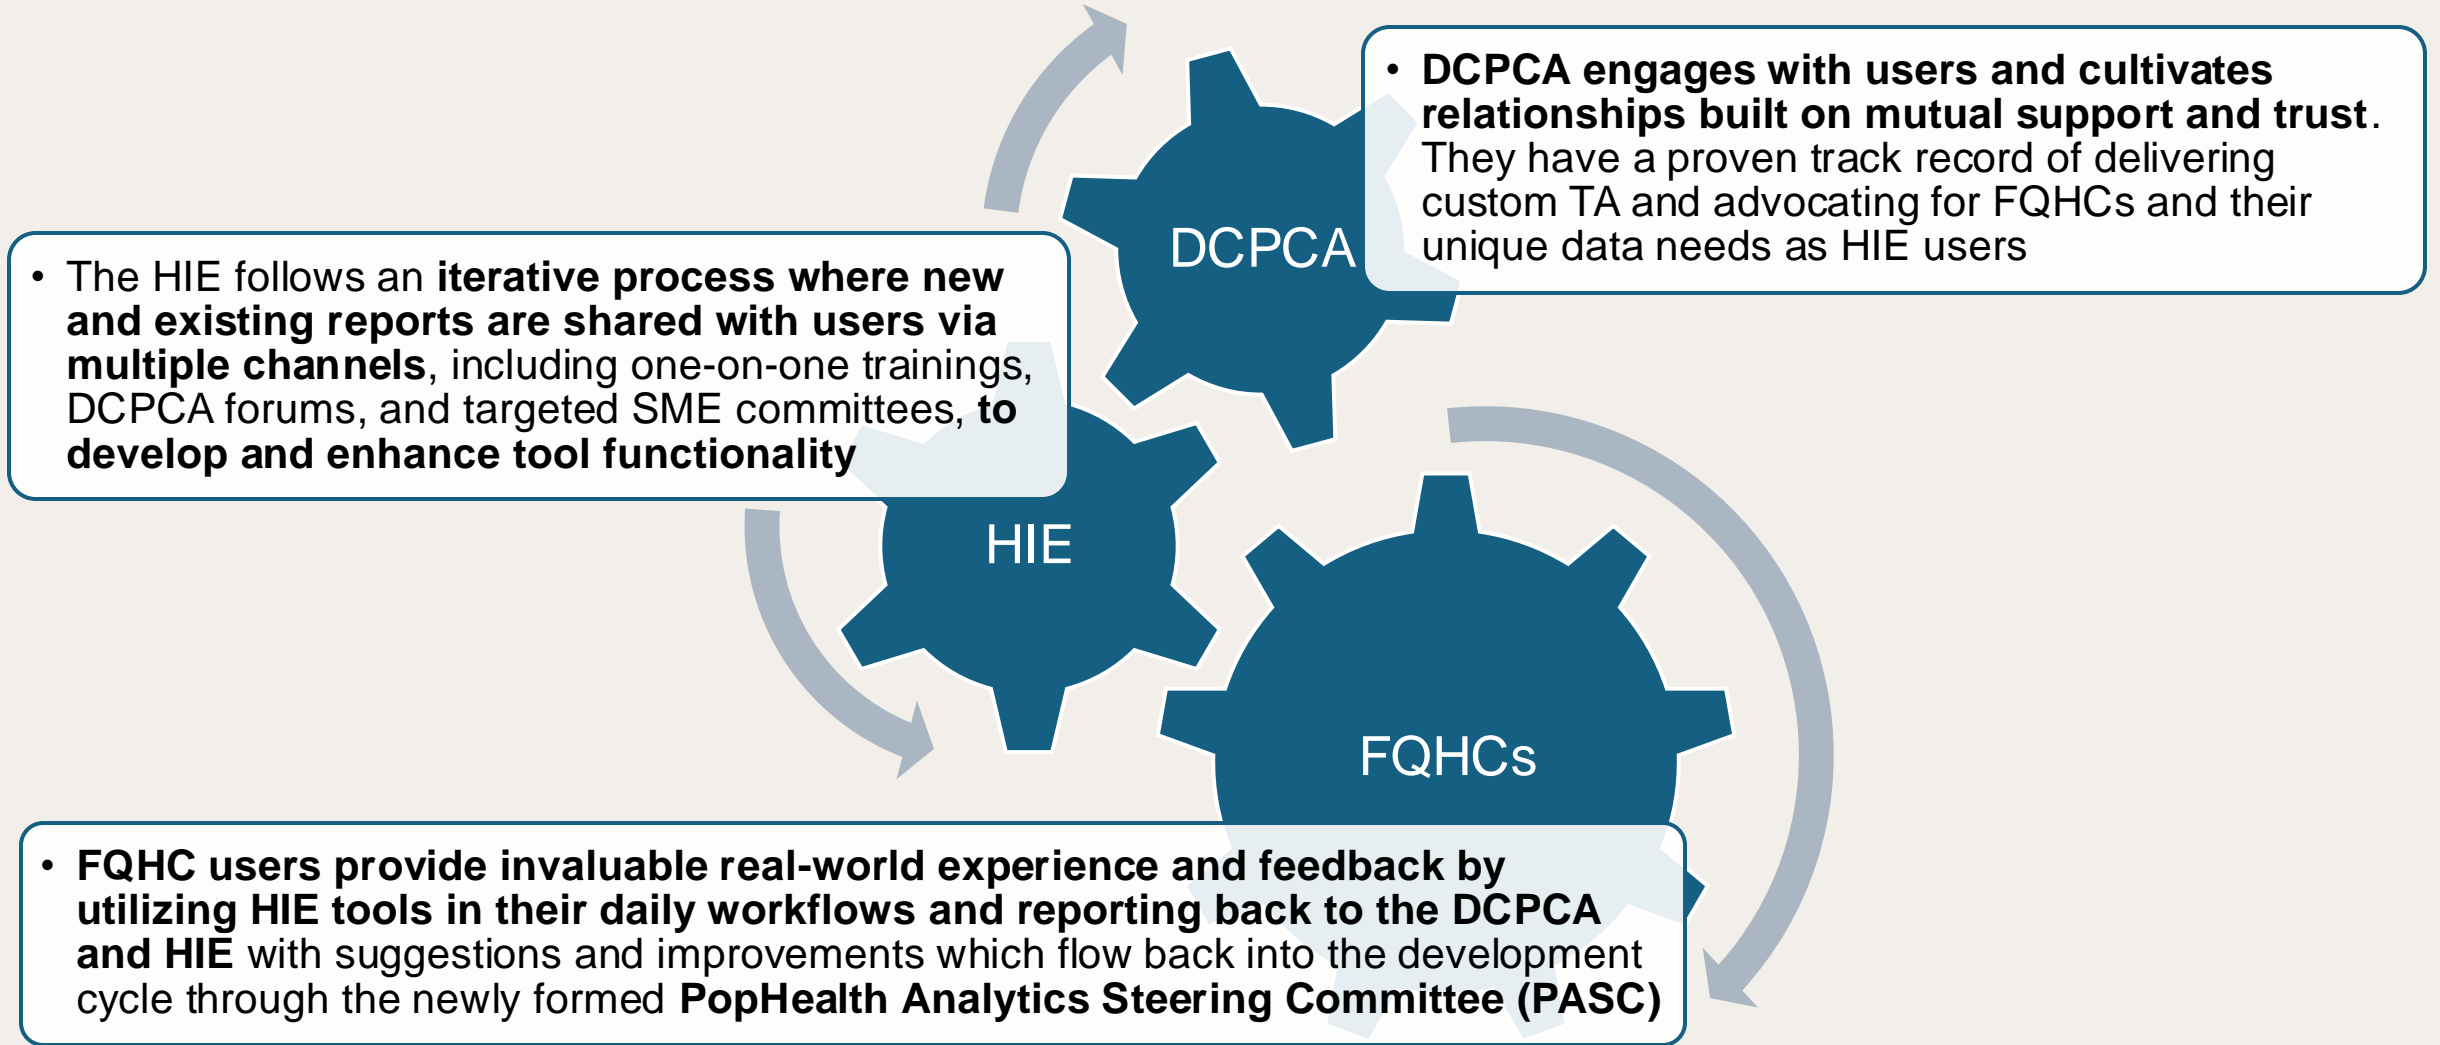 • DCPCA engages with users and cultivates
relationships built on mutual support and trust.
They have a proven track record of delivering
custom TA and advocating for FQHCs and their
unique data needs as HIE users
DCPCA
• The HIE follows an iterative process where new
and existing reports are shared with users via
multiple channels, including one-on-one trainings,
DCPCA forums, and targeted SME committees, to
develop and enhance tool functionality
HIE
FQHCs
• FQHC users provide invaluable real-world experience and feedback by
utilizing HIE tools in their daily workflows and reporting back to the DCPCA
and HIE with suggestions and improvements which flow back into the development
cycle through the newly formed PopHealth Analytics Steering Committee (PASC)